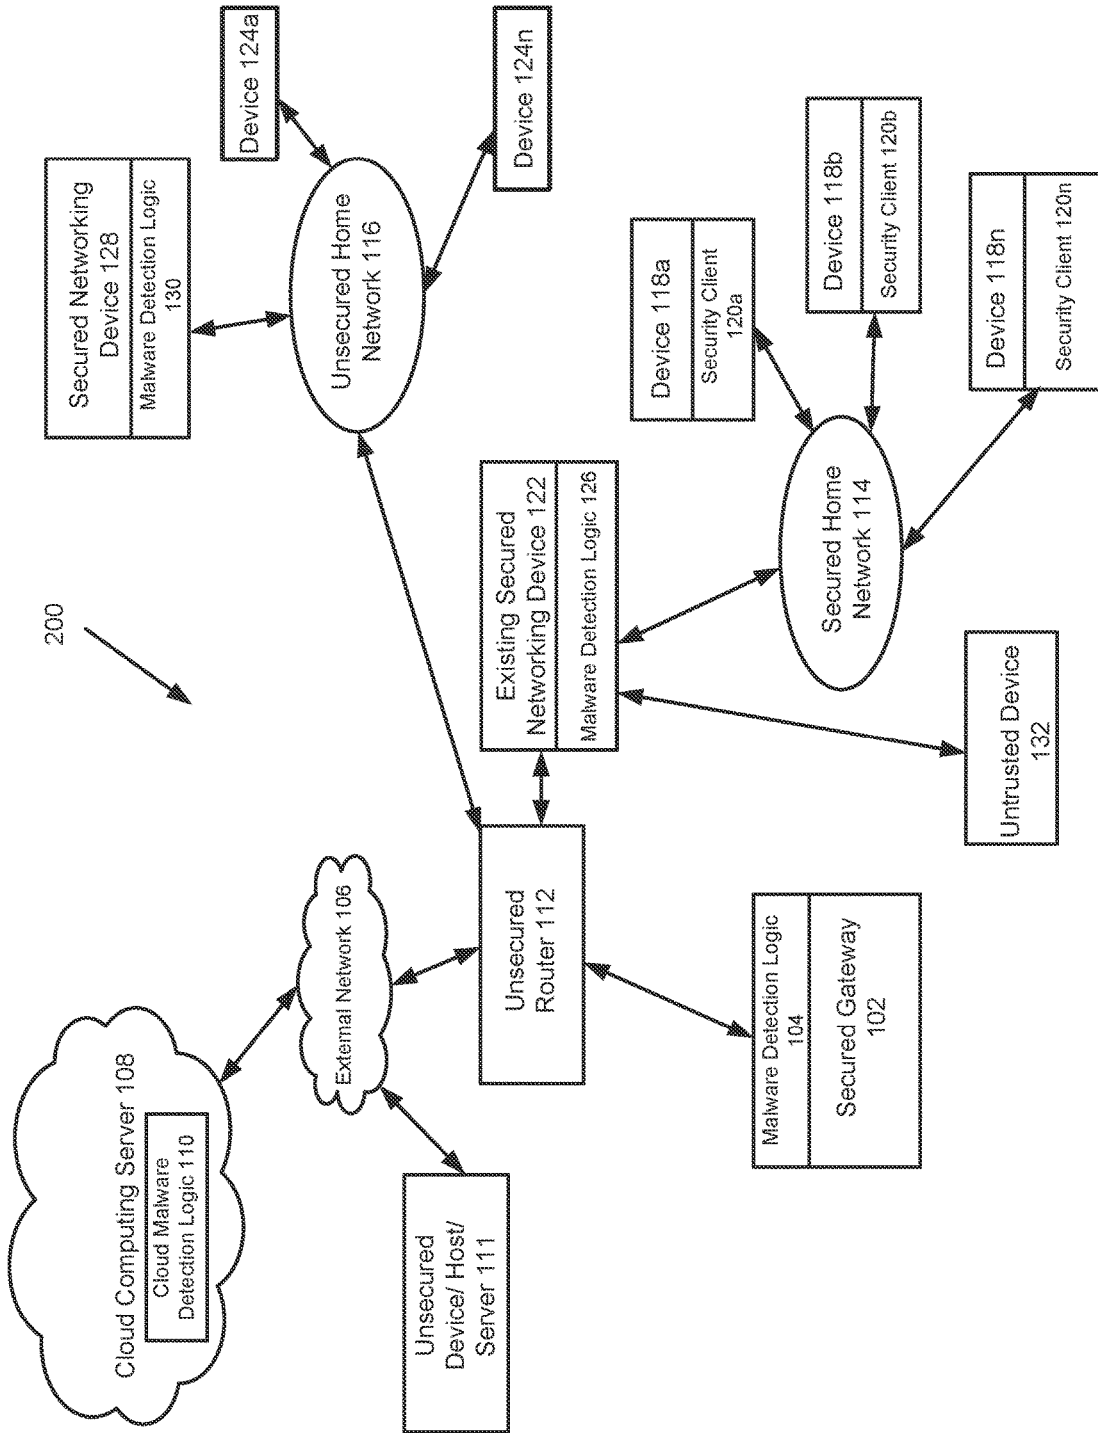 200
Cloud Computing Server 108
Cloud Malware
Detection Logic 110
External Network 106
Unsecured
Device/ Host/
Server 111
Unsecured
Router 112
Malware Detection Logic
104
Secured Gateway
102
Existing Secured
Networking Device 122
Malware Detection Logic 126
Untrusted Device
132
Secured Networking
Device 128
Malware Detection Logic
130
Unsecured Home
Network 116
Device 124a
Device 124n
Secured Home
Network 114
Device 118a
Security Client
120a
Device 118b
Security Client 120b
Device 118n
Security Client 120n